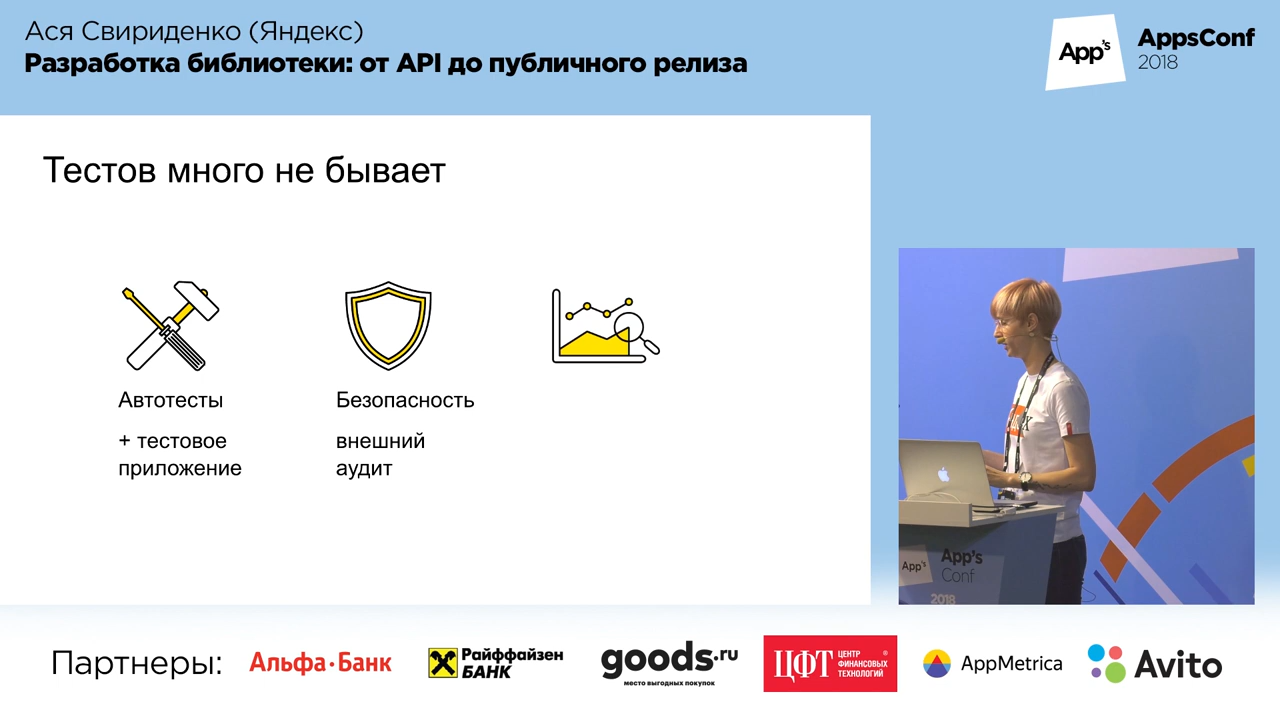 Ася Свириденко (Яндекс)
Разработка библиотеки: от API до публичного релиза
App's
AppsConf
2018
Тестов много не бывает
Автотесты
+ тестовое
приложение
Безопасность
внешний
аудит
App's
App's
Conf
2018
Партнеры:
Альфа·Банк
Райффайзен
БАНК
goods.ru
место выгодных покупок
ЦФТ
ЦЕНТР
ФИНАНСОВЫХ
ТЕХНОЛОГИЙ
®
AppMetrica
Avito